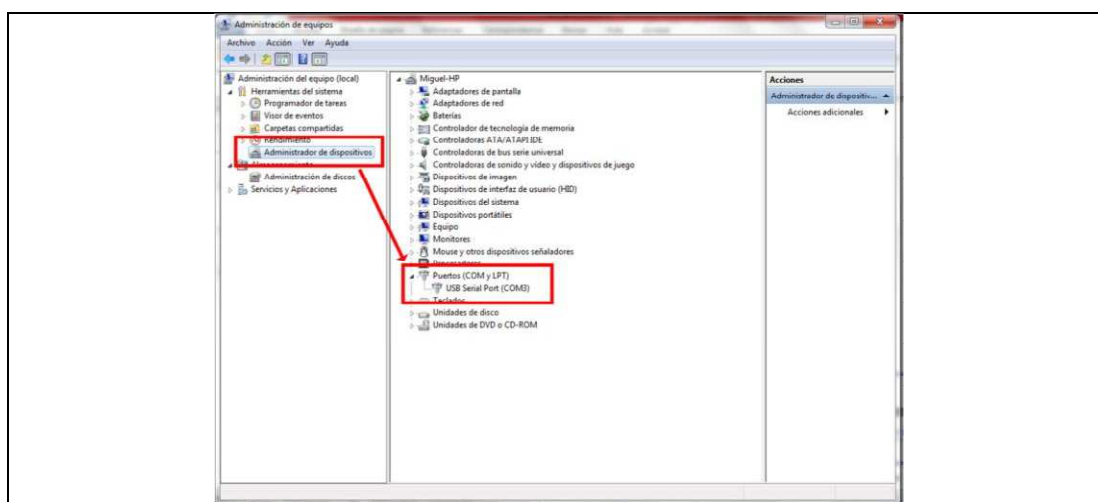 Administración de equipos
Archivo Acción Ver Ayuda
Administración del equipo (local)
Herramientas del sistema
Programador de tareas
Visor de eventos
Carpetas compartidas
Rendimiento
Administrador de dispositivos
Almacenamiento
Administración de discos
Servicios y Aplicaciones
Miguel-HP
Adaptadores de pantalla
Adaptadores de red
Baterías
Controlador de tecnología de memoria
Controladoras ATA/ATAPI IDE
Controladoras de bus serie universal
Controladoras de sonido y vídeo y dispositivos de juego
Dispositivos de imagen
Dispositivos de interfaz de usuario (HID)
Dispositivos del sistema
Dispositivos portátiles
Equipo
Monitores
Mouse y otros dispositivos señaladores
Procesadores
Puertos (COM y LPT)
USB Serial Port (COM3)
Teclados
Unidades de disco
Unidades de DVD o CD-ROM
Acciones
Administrador de dispositiv...
Acciones adicionales